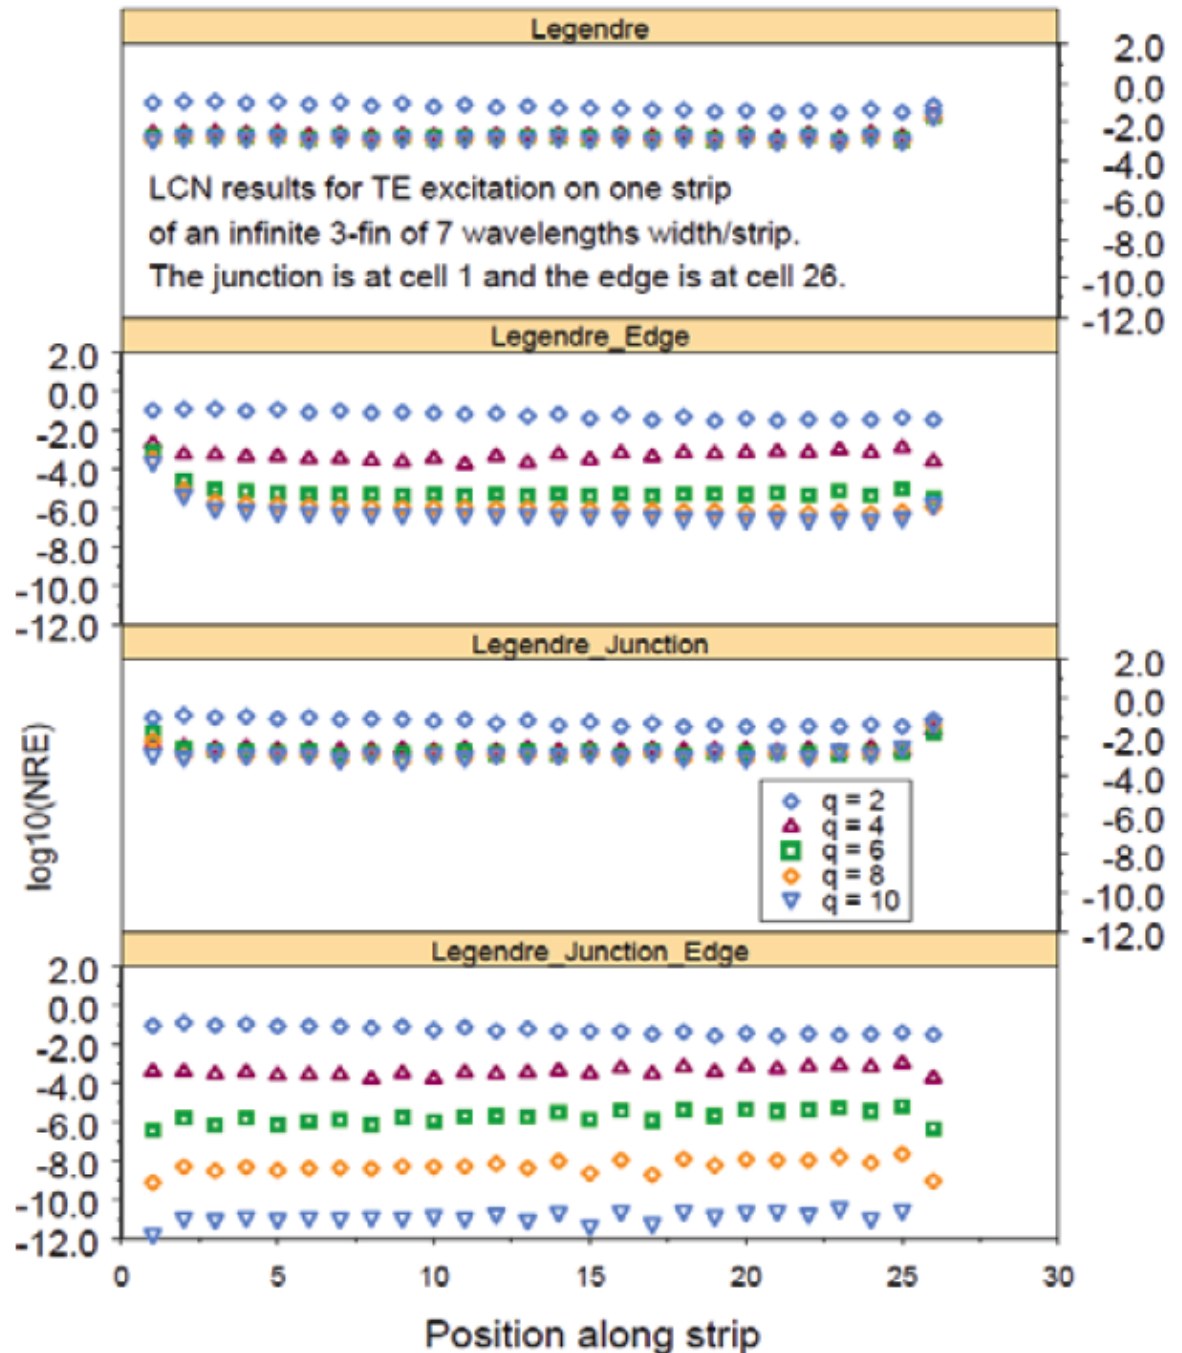 Legendre
2.0
0.0
-2.0
-4.0
-6.0
-8.0
-10.0
-12.0
LCN results for TE excitation on one strip
of an infinite 3-fin of 7 wavelengths width/strip.
The junction is at cell 1 and the edge is at cell 26.
Legendre_Edge
2.0
0.0
-2.0
-4.0
-6.0
-8.0
-10.0
-12.0
Legendre_Junction
2.0
0.0
-2.0
-4.0
-6.0
-8.0
-10.0
-12.0
log10(NRE)
q = 2
q = 4
q = 6
q = 8
q = 10
Legendre_Junction_Edge
2.0
0.0
-2.0
-4.0
-6.0
-8.0
-10.0
-12.0
0 5 10 15 20 25 30
Position along strip